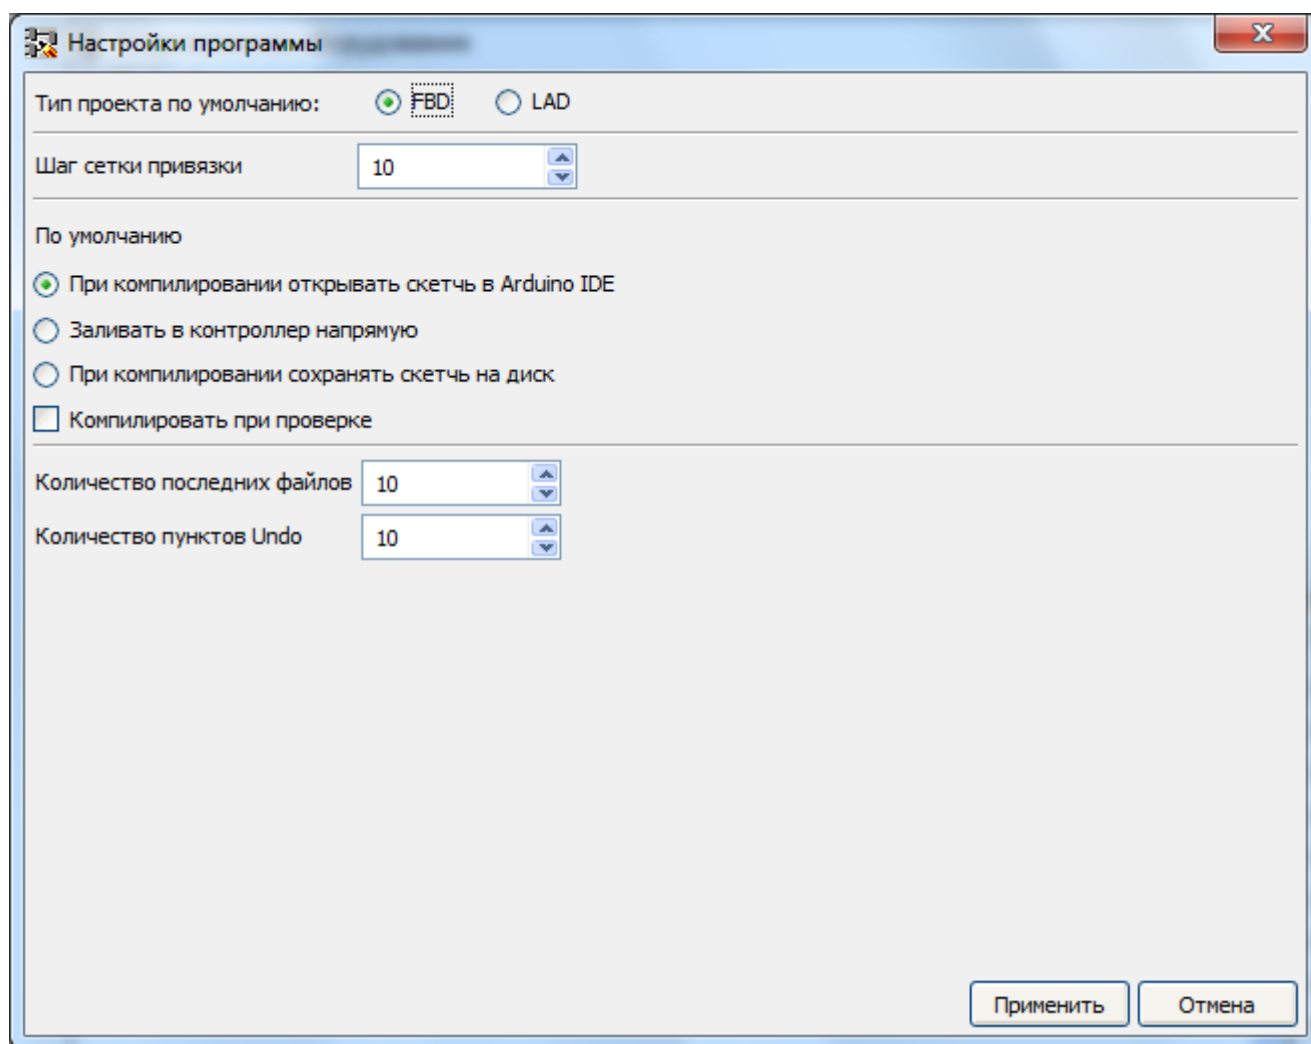 Настройки программы
Тип проекта по умолчанию: FBD LAD
Шаг сетки привязки 10
По умолчанию
При компилировании открывать скетчь в Arduino IDE
Заливать в контроллер напрямую
При компилировании сохранять скетчь на диск
Компилировать при проверке
Количество последних файлов 10
Количество пунктов Undo 10
Применить Отмена